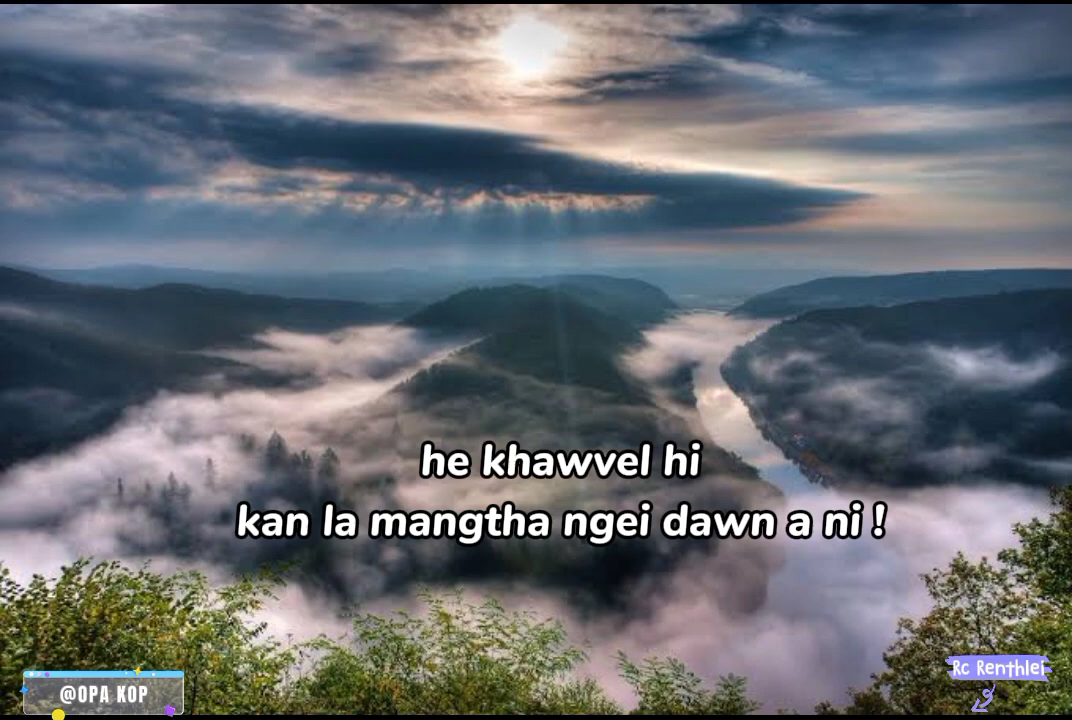 he khawvel hi
kan la mangtha ngei dawn a ni !
@OPA KOP
Rc Renthlei